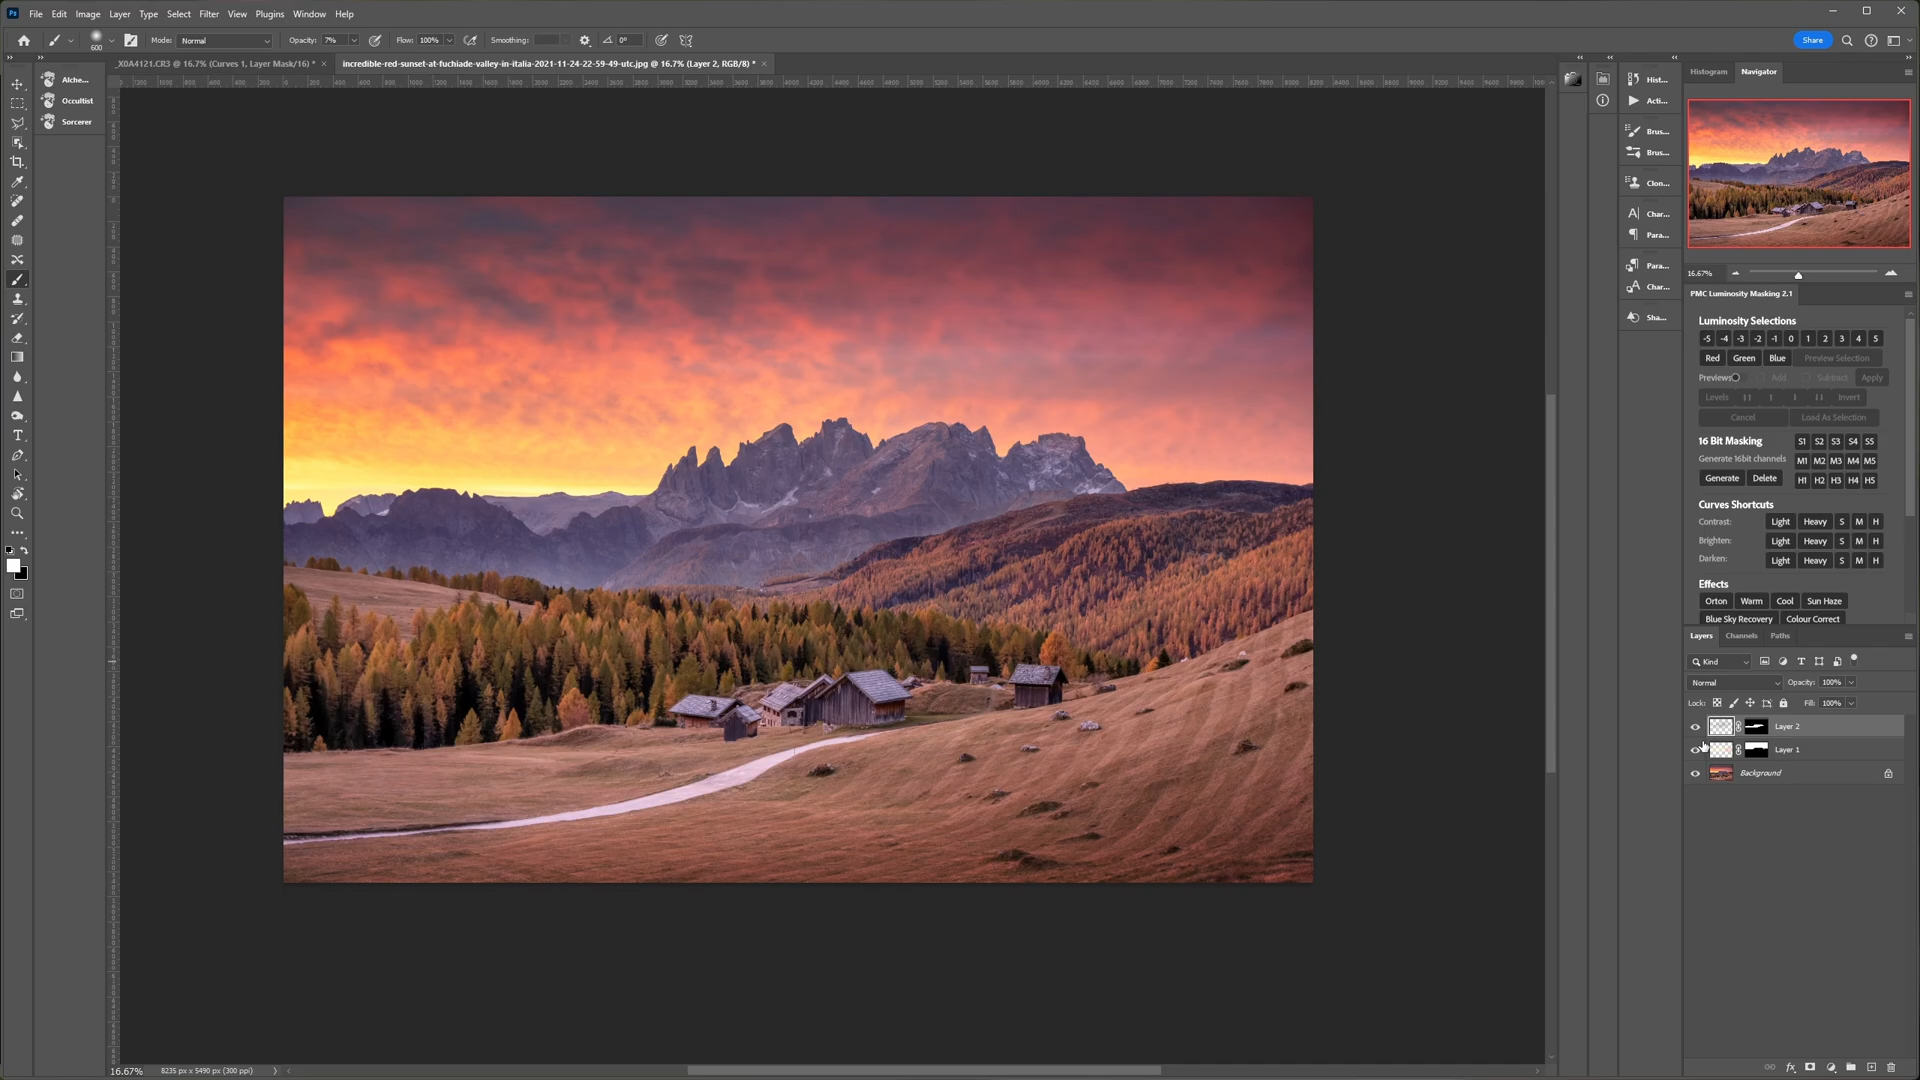 Ps File Edit Image Layer Type Select Filter View Plugins Window Help
600 Mode: Normal Opacity: 7% Flow: 100% Smoothing: 0° Share
_X0A4121.CR3 @ 16.7% (Curves 1, Layer Mask/16) * ×
incredible-red-sunset-at-fuchiade-valley-in-italia-2021-11-24-22-59-49-utc.jpg @ 16.7% (Layer 2, RGB/8) * ×
Alche...
Occultist
Sorcerer
Hist...
Acti...
Brus...
Brus...
Clon...
Char...
Para...
Para...
Char...
Sha...
Histogram Navigator
16.67%
PMC Luminosity Masking 2.1
Luminosity Selections
-5 -4 -3 -2 -1 0 1 2 3 4 5
Red Green Blue Preview Selection
Previews Add Subtract Apply
Levels Invert
Cancel Load As Selection
16 Bit Masking S1 S2 S3 S4 S5
Generate 16bit channels M1 M2 M3 M4 M5
Generate Delete H1 H2 H3 H4 H5
Curves Shortcuts
Contrast: Light Heavy S M H
Brighten: Light Heavy S M H
Darken: Light Heavy S M H
Effects
Orton Warm Cool Sun Haze
Blue Sky Recovery Colour Correct
Layers Channels Paths
Kind
Normal Opacity: 100%
Lock: Fill: 100%
Layer 2
Layer 1
Background
fx
16.67% 8235 px x 5490 px (300 ppi)